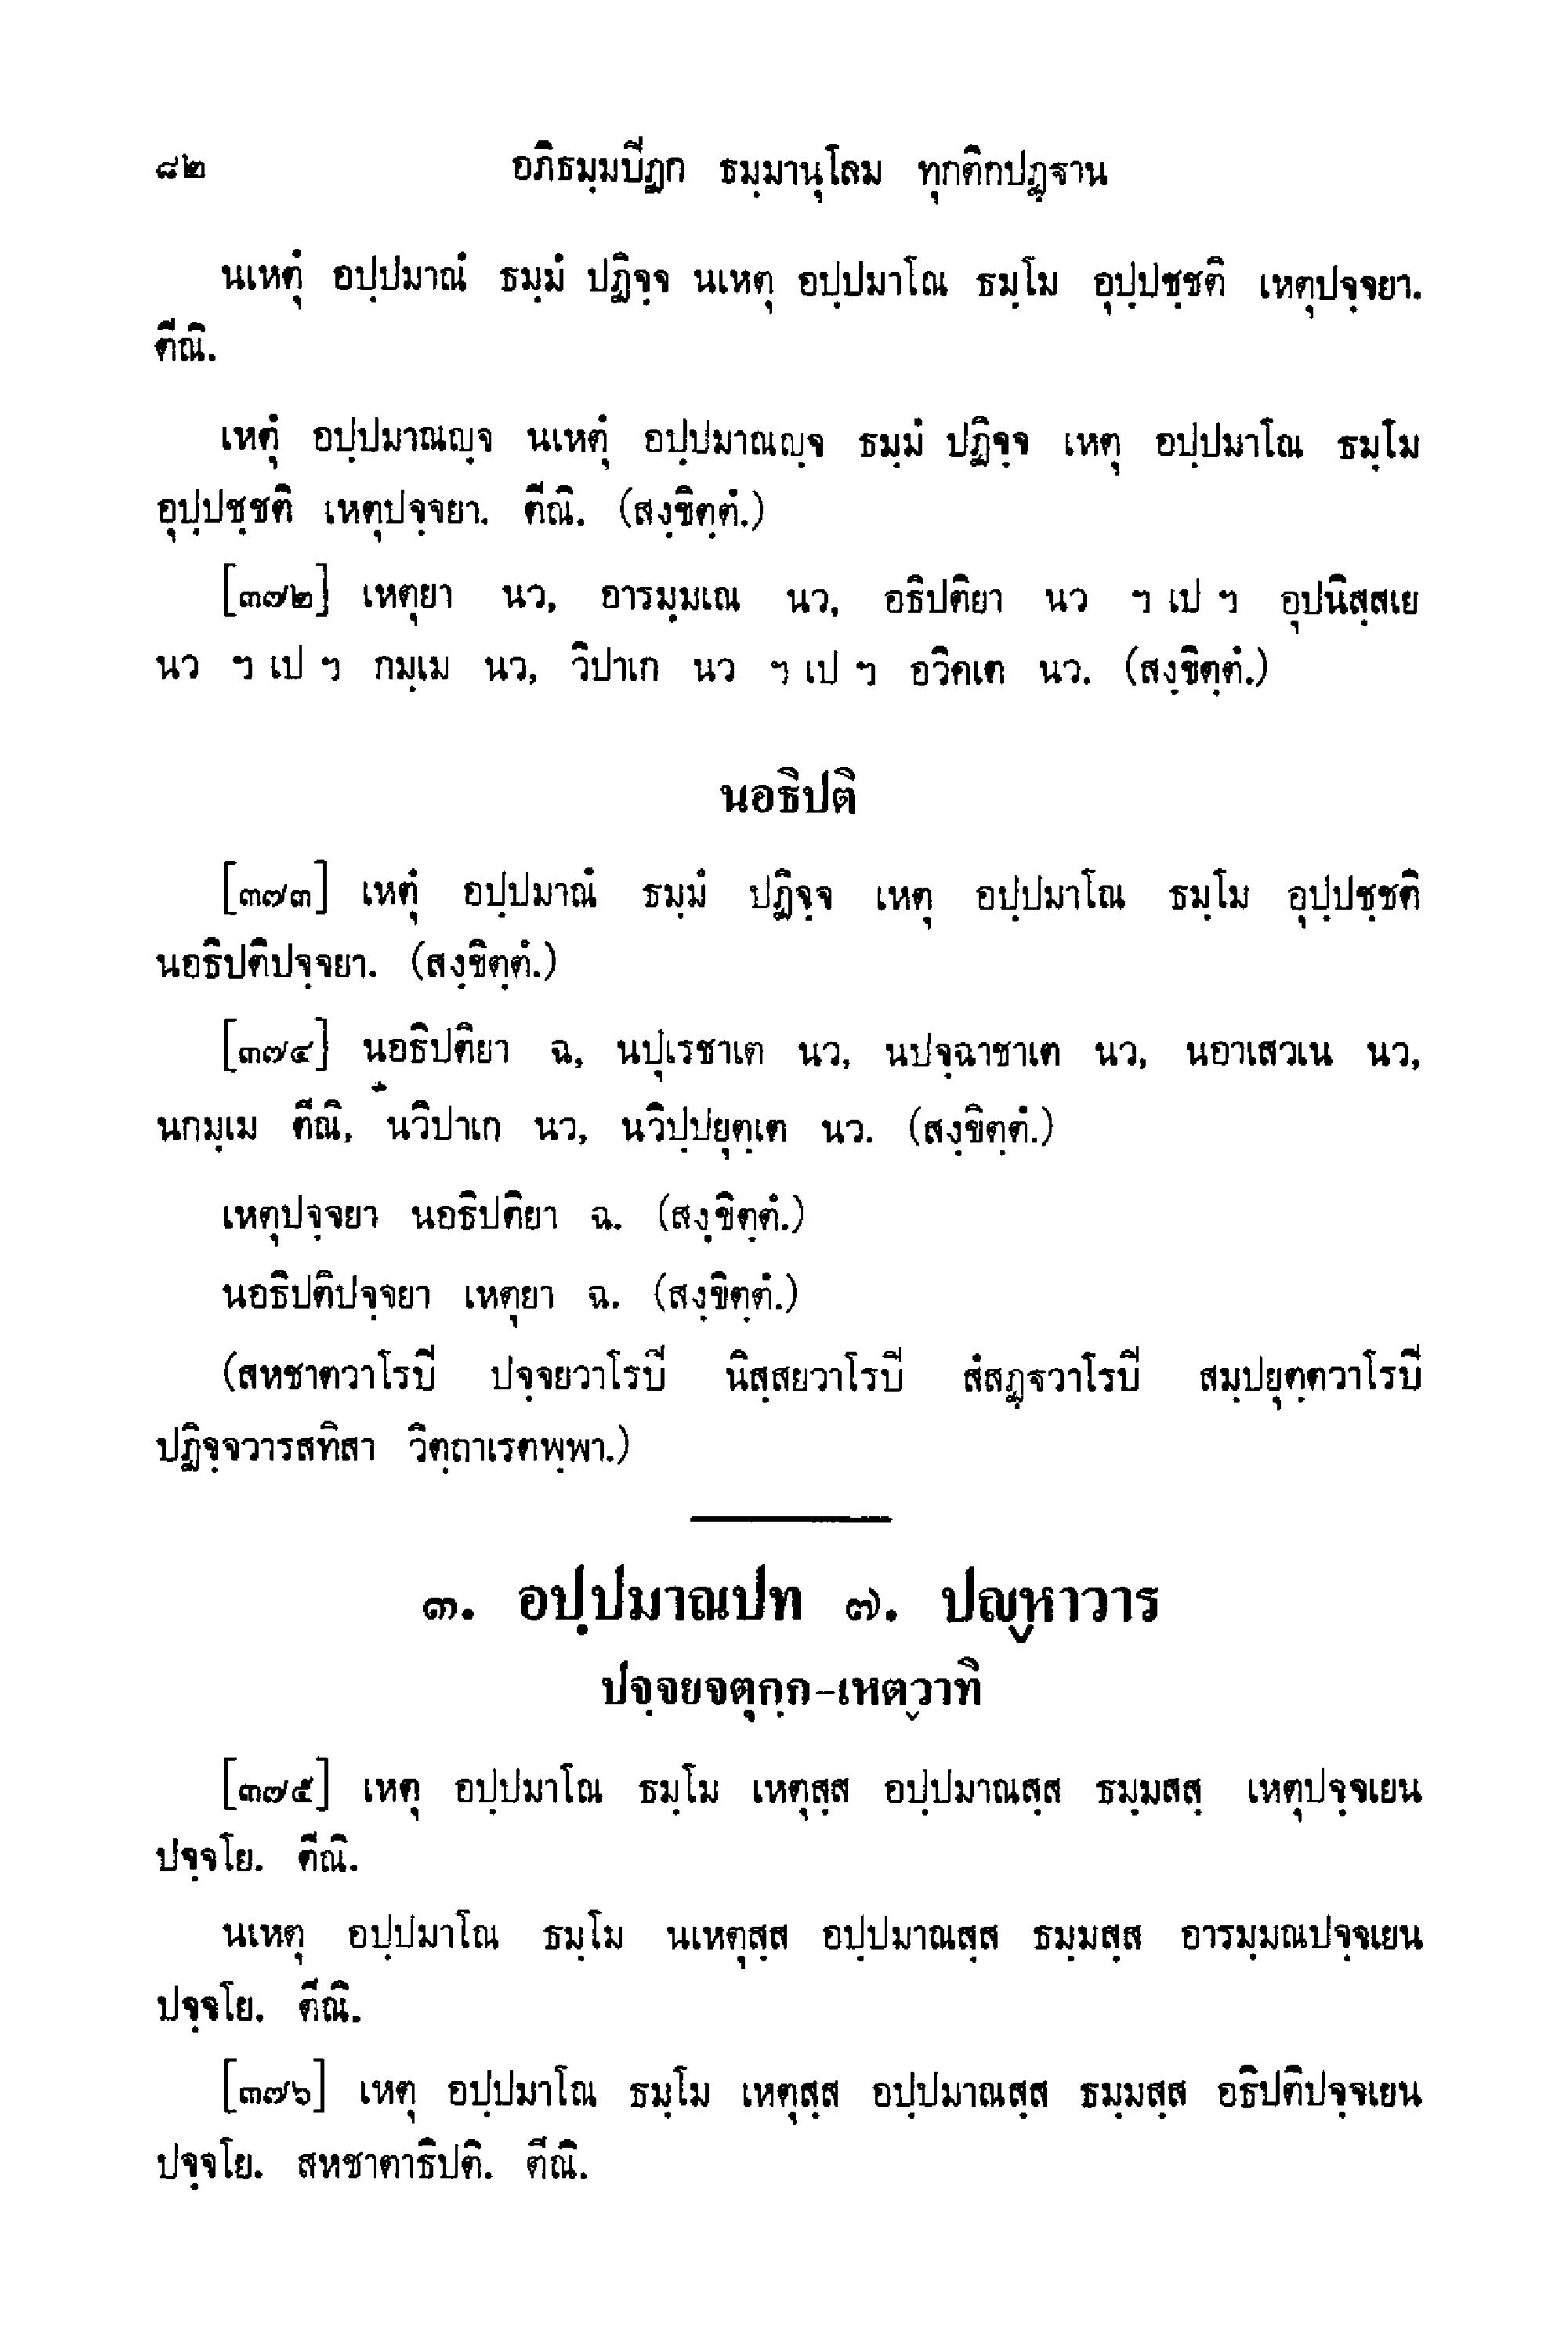 ๘๒ อภิธมฺมปิฏก ธมฺมานุโลม ทุกติกปฏฺฐาน
นเหตุํ อปฺปมาณํ ธมฺมํ ปฏิจฺจ นเหตุ อปฺปมาโณ ธมฺโม อุปฺปชฺชติ เหตุปจฺจยา.
ตีณิ.
เหตุํ อปฺปมาณญฺจ นเหตุํ อปฺปมาณญฺจ ธมฺมํ ปฏิจฺจ เหตุ อปฺปมาโณ ธมฺโม
อุปฺปชฺชติ เหตุปจฺจยา. ตีณิ. (สงฺขิตฺตํ.)
[๓๗๒] เหตุยา นว, อารมฺมเณ นว, อธิปติยา นว ฯ เป ฯ อุปนิสฺสเย
นว ฯ เป ฯ กมฺเม นว, วิปาเก นว ฯ เป ฯ อวิคเต นว. (สงฺขิตฺตํ.)
นอธิปติ
[๓๗๓] เหตุํ อปฺปมาณํ ธมฺมํ ปฏิจฺจ เหตุ อปฺปมาโณ ธมฺโม อุปฺปชฺชติ
นอธิปติปจฺจยา. (สงฺขิตฺตํ.)
[๓๗๔] นอธิปติยา ฉ, นปุเรชาเต นว, นปจฺฉาชาเต นว, นอาเสวเน นว,
นกมฺเม ตีณิ, นวิปาเก นว, นวิปฺปยุตฺเต นว. (สงฺขิตฺตํ.)
เหตุปจฺจยา นอธิปติยา ฉ. (สงฺขิตฺตํ.)
นอธิปติปจฺจยา เหตุยา ฉ. (สงฺขิตฺตํ.)
(สหชาตวาโรปิ ปจฺจยวาโรปิ นิสฺสยวาโรปิ สํสฏฺฐวาโรปิ สมฺปยุตฺตวาโรปิ
ปฏิจฺจวารสทิสา วิตฺถาเรตพฺพา.)
๓. อปฺปมาณปท ๗. ปญฺหาวาร
ปจฺจยจตุกฺก-เหตฺวาทิ
[๓๗๕] เหตุ อปฺปมาโณ ธมฺโม เหตุสฺส อปฺปมาณสฺส ธมฺมสสฺ เหตุปจฺจเยน
ปจฺจโย. ตีณิ.
นเหตุ อปฺปมาโณ ธมฺโม นเหตุสฺส อปฺปมาณสฺส ธมฺมสฺส อารมฺมณปจฺจเยน
ปจฺจโย. ตีณิ.
[๓๗๖] เหตุ อปฺปมาโณ ธมฺโม เหตุสฺส อปฺปมาณสฺส ธมฺมสฺส อธิปติปจฺจเยน
ปจฺจโย. สหชาตาธิปติ. ตีณิ.